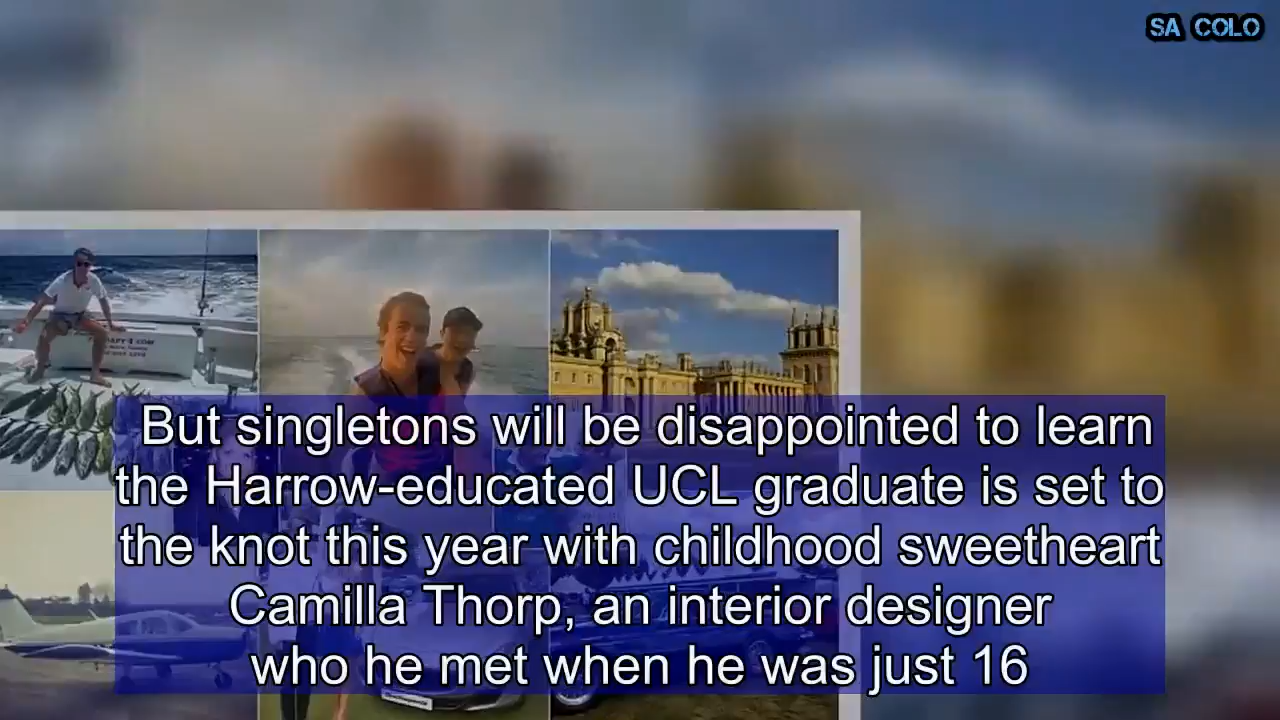 SA COLO
But singletons will be disappointed to learn
the Harrow-educated UCL graduate is set to
the knot this year with childhood sweetheart
Camilla Thorp, an interior designer
who he met when he was just 16